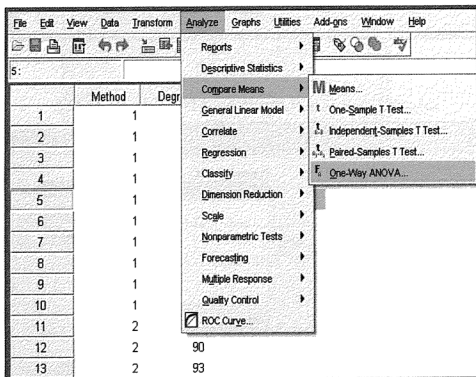 File Edit View Data Transform Analyze Graphs Utilities Add-ons Window Help
5:
Method Degr
Reports
Descriptive Statistics
Compare Means
General Linear Model
Correlate
Regression
Classify
Dimension Reduction
Scale
Nonparametric Tests
Forecasting
Multiple Response
Quality Control
ROC Curve...
M Means...
t One-Sample T Test...
Independent-Samples T Test...
Paired-Samples T Test...
One-Way ANOVA...
1 1
2 1
3 1
4 1
5 1
6 1
7 1
8 1
9 1
10 1
11 2
12 2 90
13 2 93